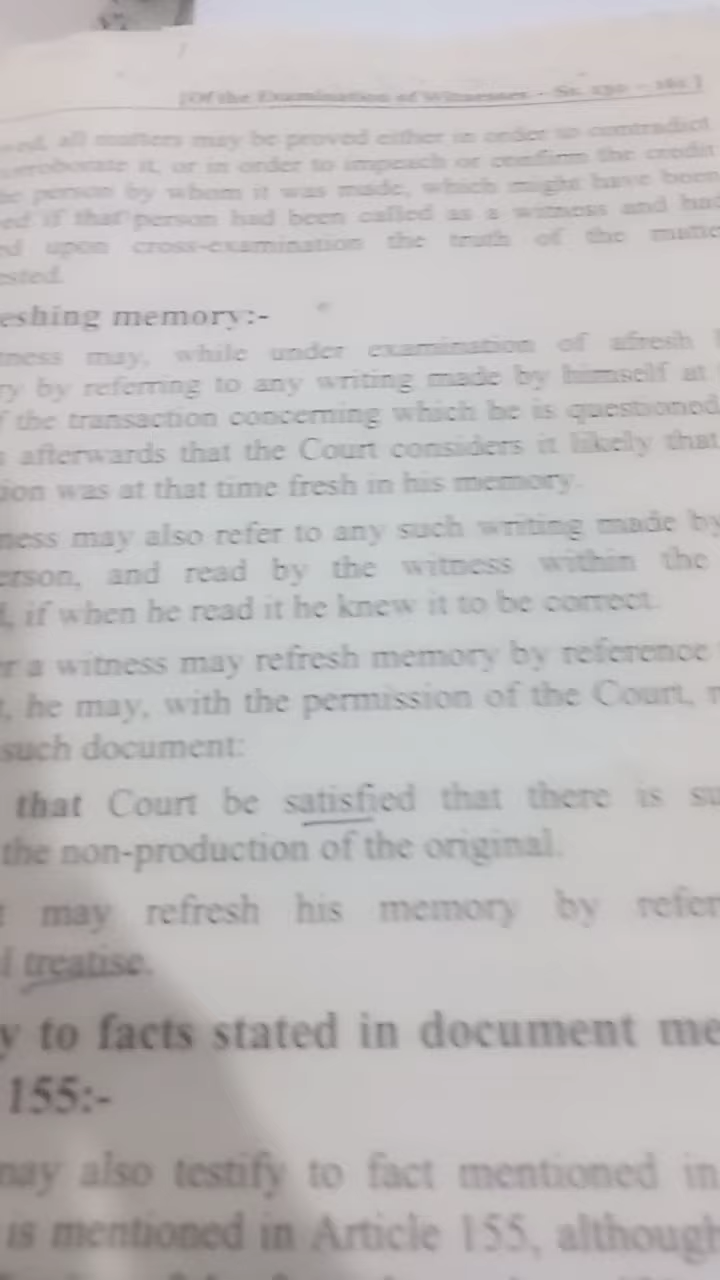 [Of the Examination of Witnesses - Ss. 130 - 161]
all matters may be proved either in order to contradict
corroborate it, or in order to impeach or confirm the credit
person by whom it was made, which might have been
ed if that person had been called as a witness and had
ed upon cross-examination the truth of the matte
ested.
eshing memory:-
tness may, while under examination of afresh
ry by referring to any writing made by himself at
f the transaction concerning which he is questioned
afterwards that the Court considers it likely that
tion was at that time fresh in his memory.
ness may also refer to any such writing made by
erson, and read by the witness within the
if when he read it he knew it to be correct.
er a witness may refresh memory by reference
, he may, with the permission of the Court,
such document:
that Court be satisfied that there is su
the non-production of the original.
t may refresh his memory by refer
l treatise.
y to facts stated in document me
155:-
may also testify to fact mentioned in
is mentioned in Article 155, although